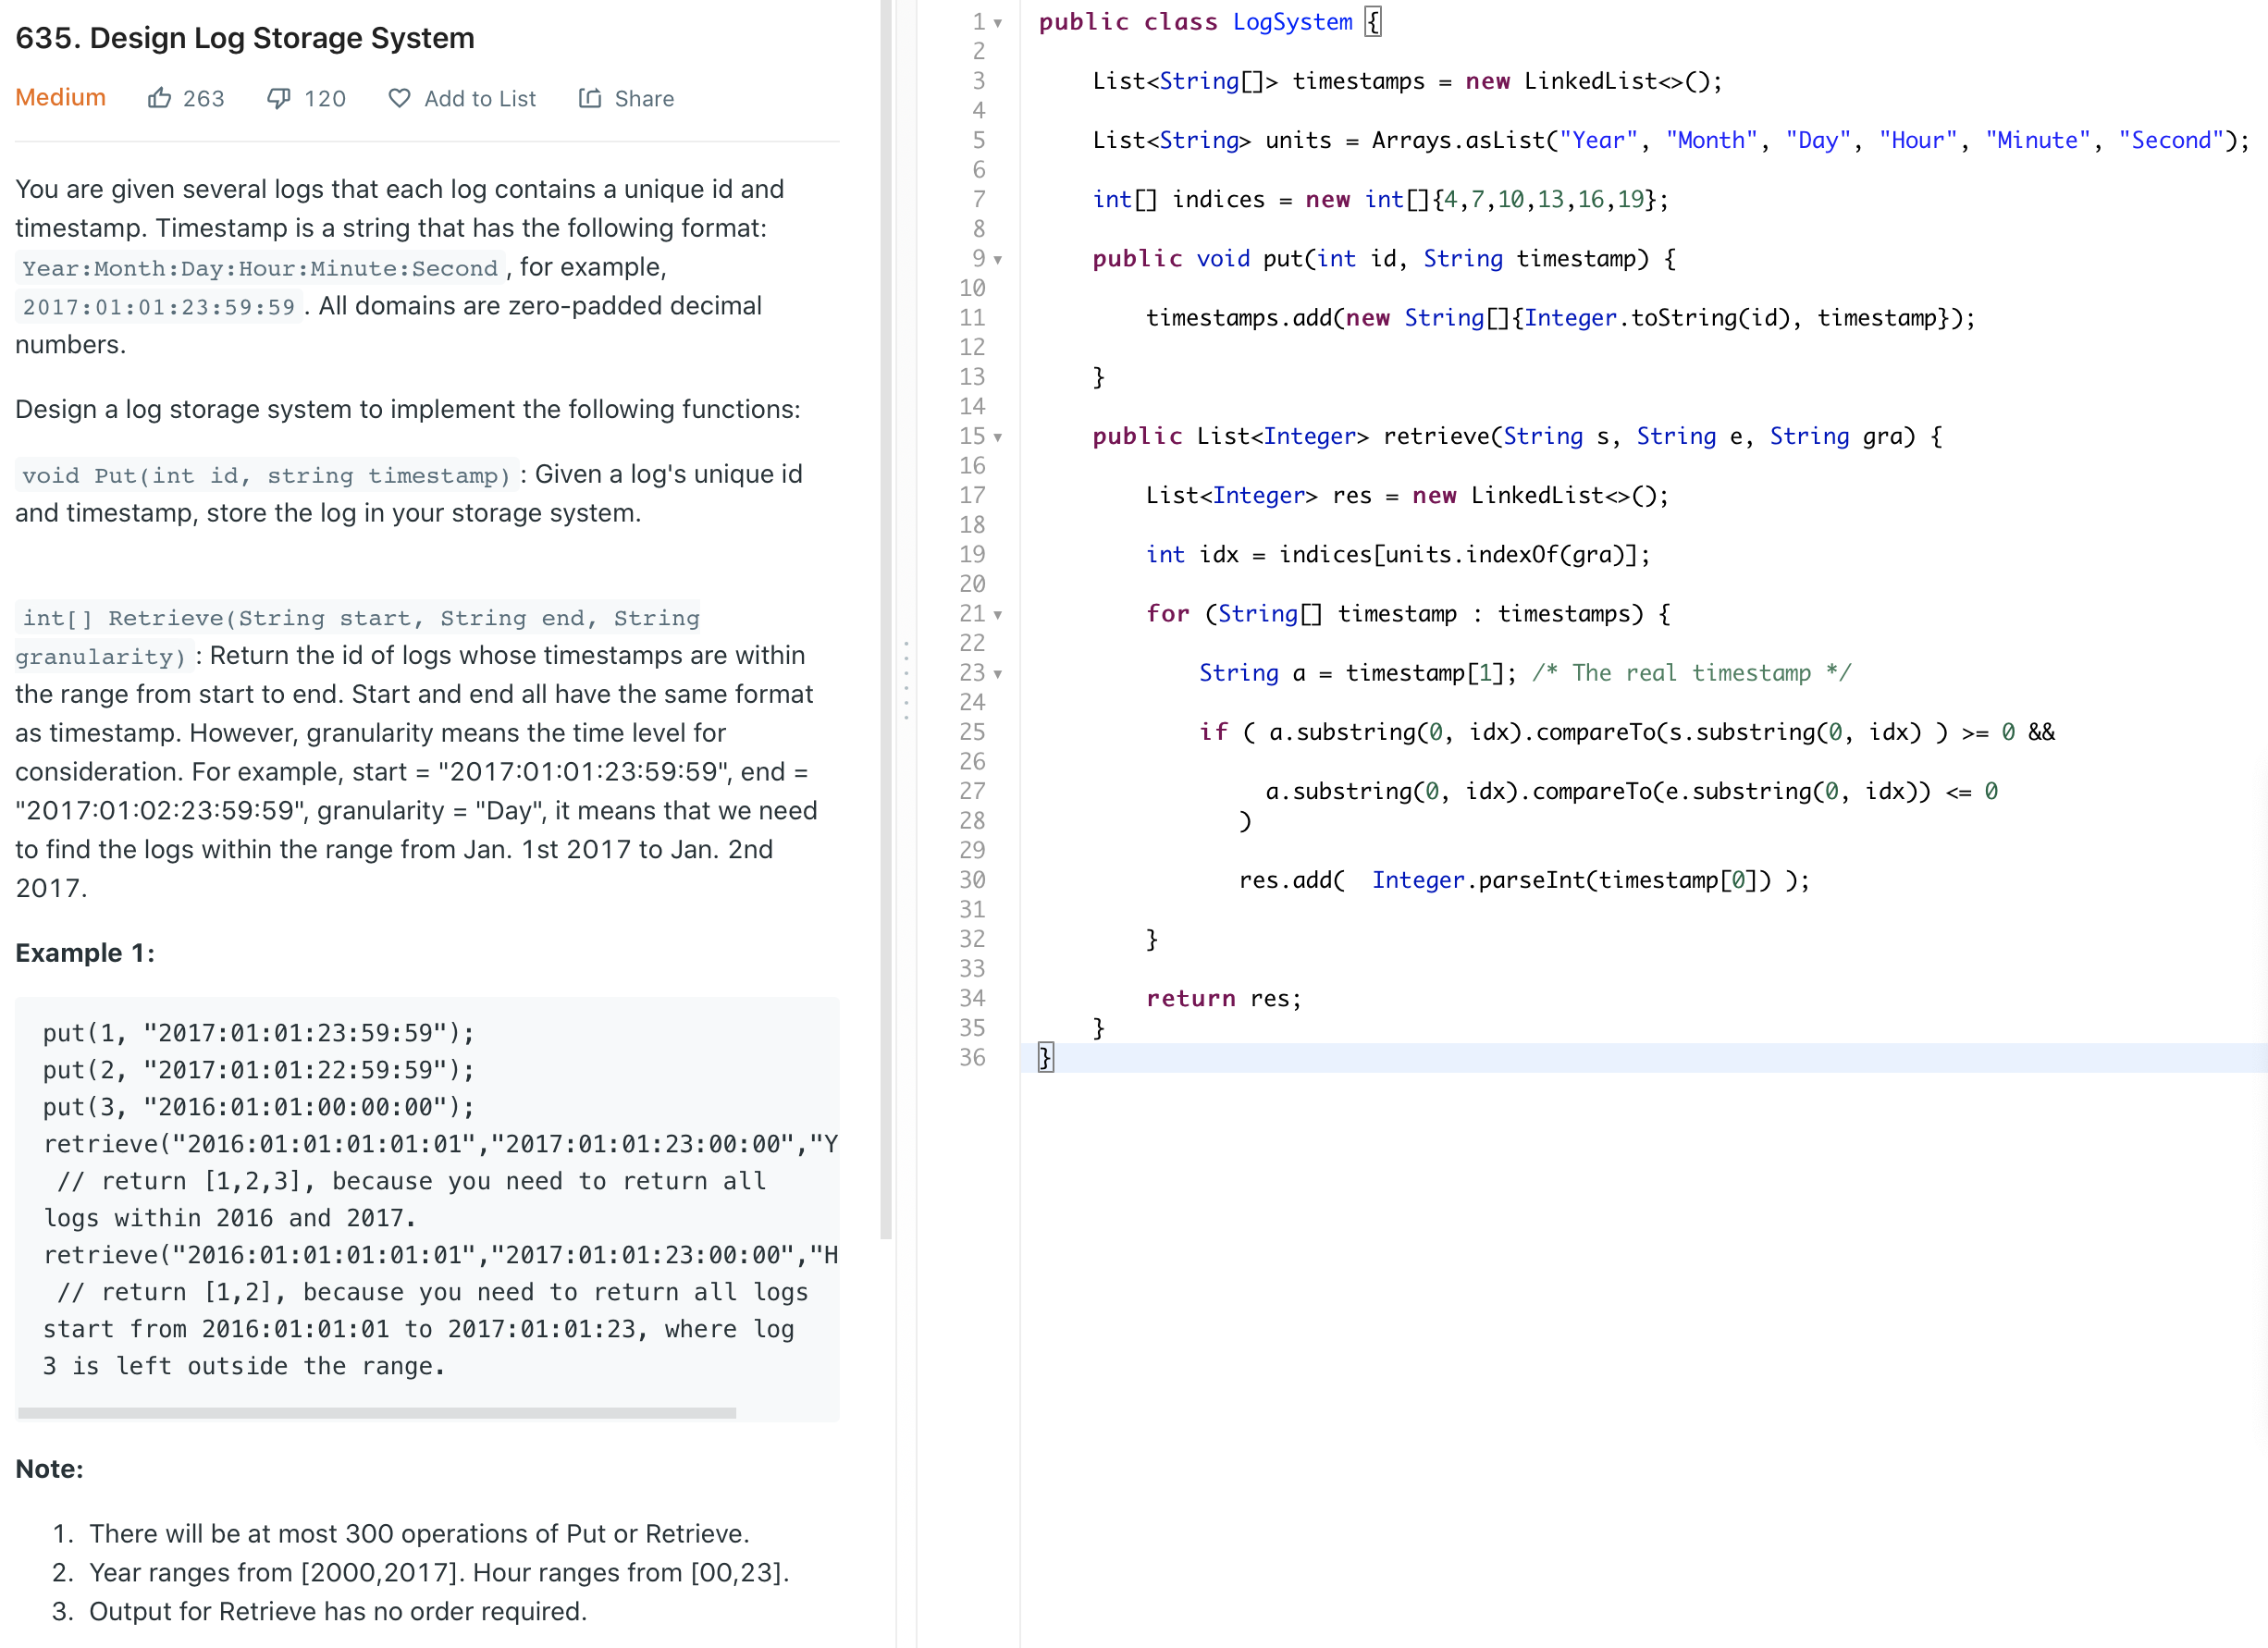 635. Design Log Storage System
Medium 263 120 Add to List Share
You are given several logs that each log contains a unique id and
timestamp. Timestamp is a string that has the following format:
Year:Month:Day:Hour:Minute:Second , for example,
2017:01:01:23:59:59 . All domains are zero-padded decimal
numbers.
Design a log storage system to implement the following functions:
void Put(int id, string timestamp) : Given a log's unique id
and timestamp, store the log in your storage system.
int[] Retrieve(String start, String end, String
granularity) : Return the id of logs whose timestamps are within
the range from start to end. Start and end all have the same format
as timestamp. However, granularity means the time level for
consideration. For example, start = "2017:01:01:23:59:59", end =
"2017:01:02:23:59:59", granularity = "Day", it means that we need
to find the logs within the range from Jan. 1st 2017 to Jan. 2nd
2017.
Example 1:
put(1, "2017:01:01:23:59:59");
put(2, "2017:01:01:22:59:59");
put(3, "2016:01:01:00:00:00");
retrieve("2016:01:01:01:01:01","2017:01:01:23:00:00","Y
// return [1,2,3], because you need to return all
logs within 2016 and 2017.
retrieve("2016:01:01:01:01:01","2017:01:01:23:00:00","H
// return [1,2], because you need to return all logs
start from 2016:01:01:01 to 2017:01:01:23, where log
3 is left outside the range.
Note:
1. There will be at most 300 operations of Put or Retrieve.
2. Year ranges from [2000,2017]. Hour ranges from [00,23].
3. Output for Retrieve has no order required.
1 public class LogSystem {
2
3 List<String[]> timestamps = new LinkedList<>();
4
5 List<String> units = Arrays.asList("Year", "Month", "Day", "Hour", "Minute", "Second");
6
7 int[] indices = new int[]{4,7,10,13,16,19};
8
9 public void put(int id, String timestamp) {
10
11 timestamps.add(new String[]{Integer.toString(id), timestamp});
12
13 }
14
15 public List<Integer> retrieve(String s, String e, String gra) {
16
17 List<Integer> res = new LinkedList<>();
18
19 int idx = indices[units.indexOf(gra)];
20
21 for (String[] timestamp : timestamps) {
22
23 String a = timestamp[1]; /* The real timestamp */
24
25 if ( a.substring(0, idx).compareTo(s.substring(0, idx) ) >= 0 &&
26
27 a.substring(0, idx).compareTo(e.substring(0, idx)) <= 0
28 )
29
30 res.add(  Integer.parseInt(timestamp[0]) );
31
32 }
33
34 return res;
35 }
36 }